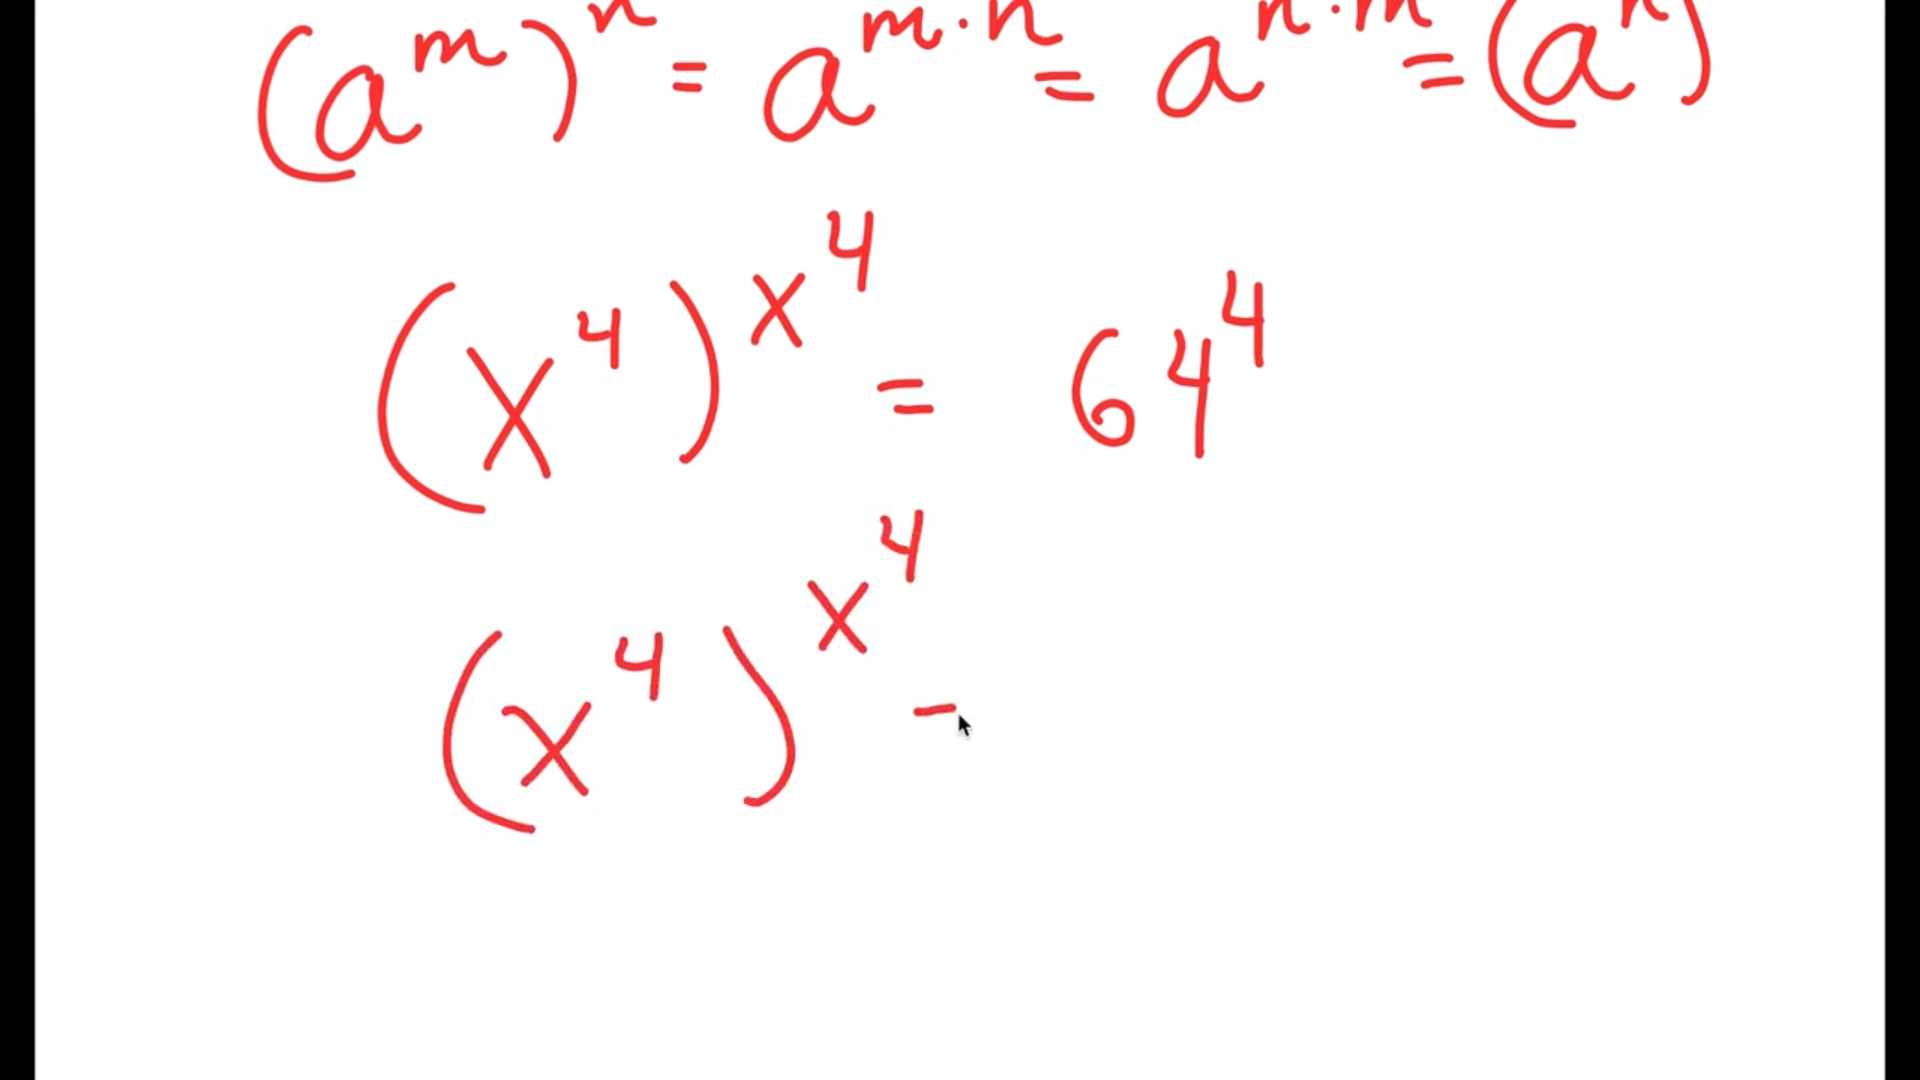 (a^m)^n = a^{m·n} = a^{n·m} = (a^n)
(x^4)^{x^4} = 64^4
(x^4)^{x^4} -